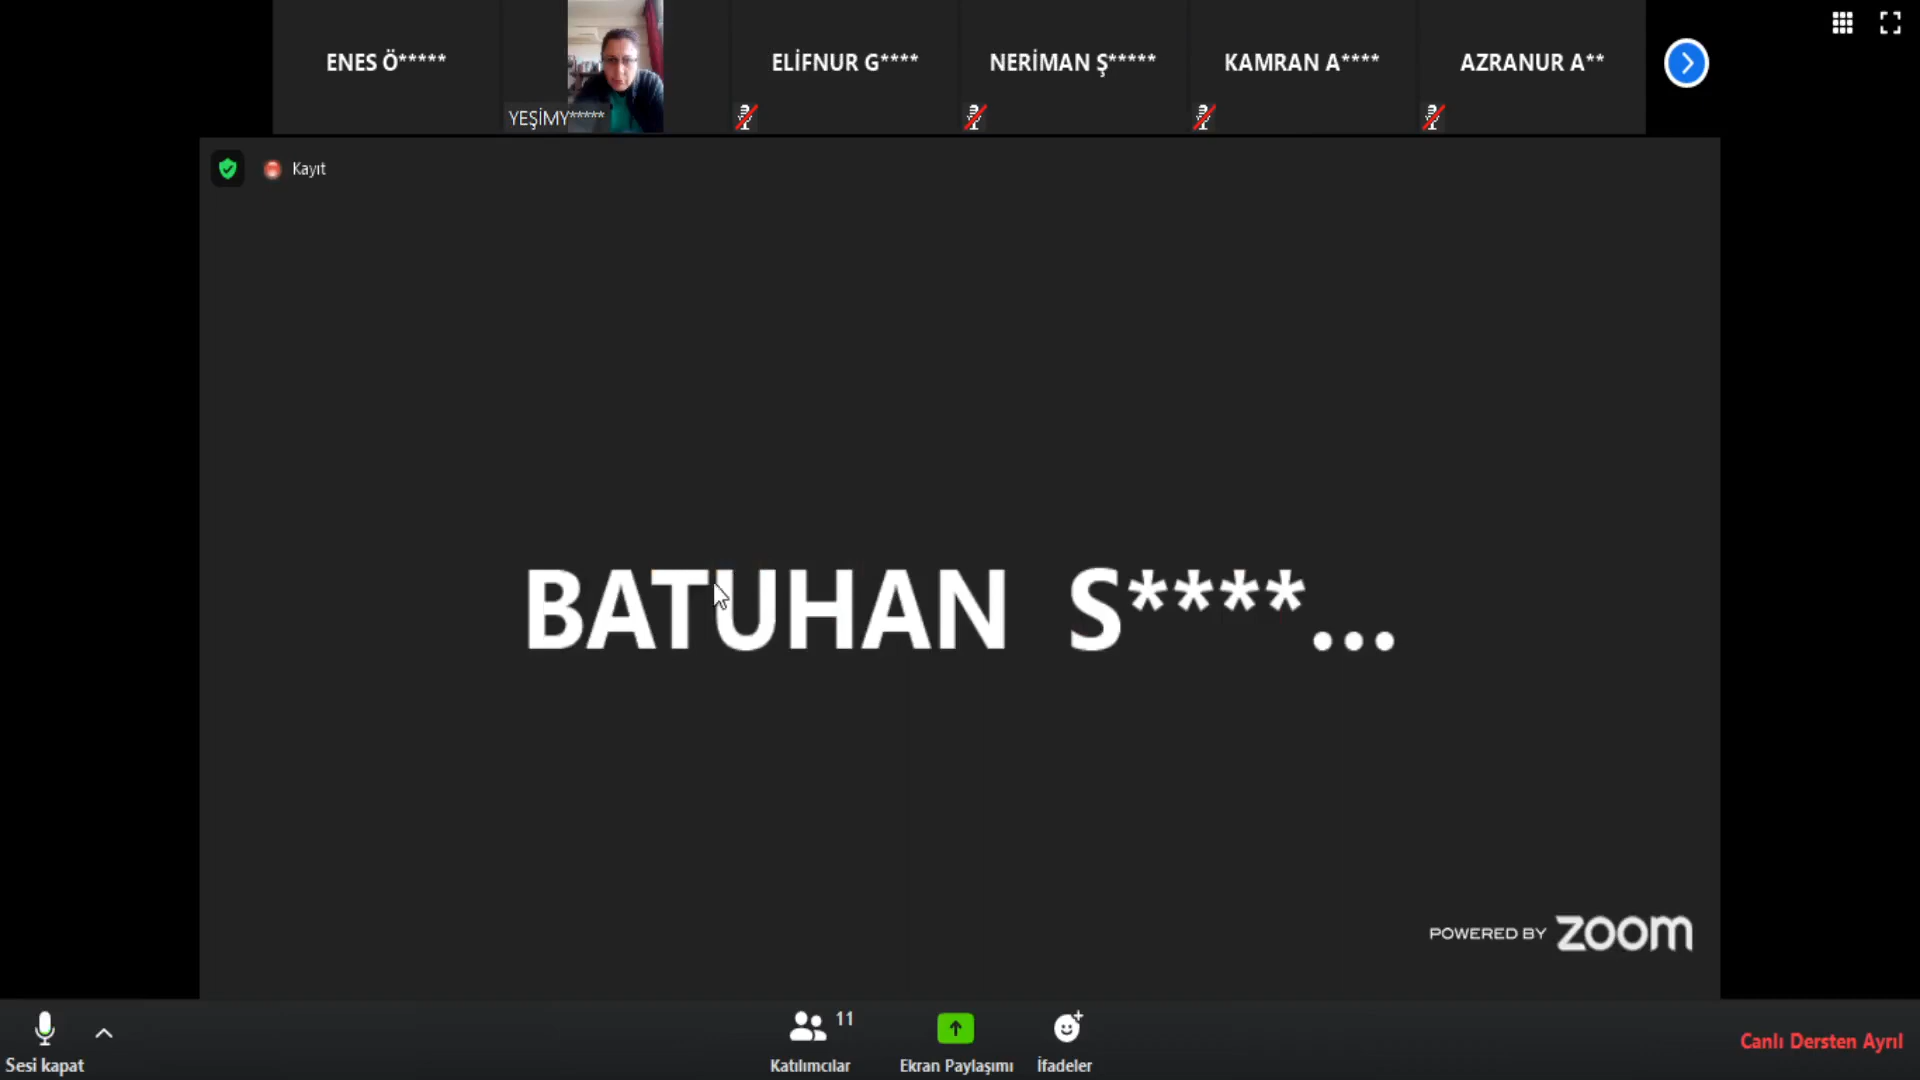 ENES Ö*****
YEŞİMY*****
ELİFNUR G****
NERİMAN Ş*****
KAMRAN A****
AZRANUR A**
Kayıt
BATUHAN S****...
POWERED BY zoom
Sesi kapat
11
Katılımcılar
Ekran Paylaşımı
İfadeler
Canlı Dersten Ayrıl